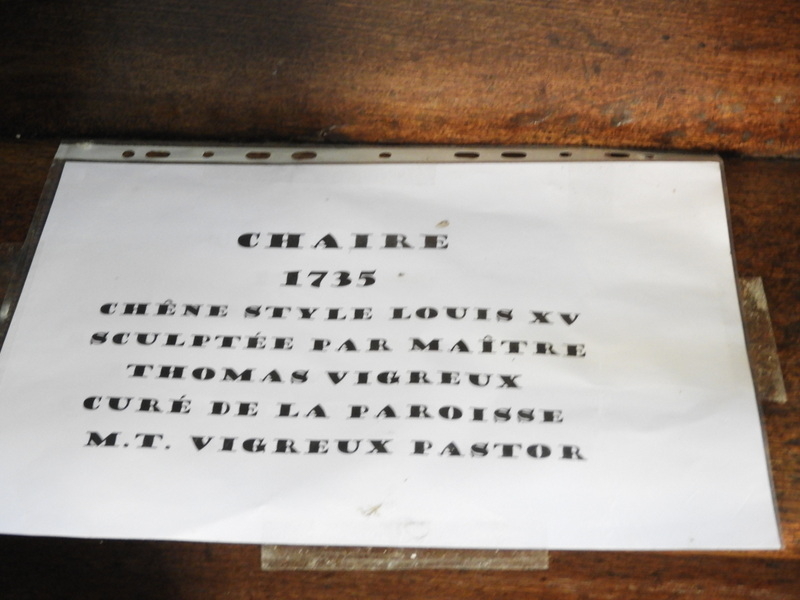 CHAIRE
1735
CHÊNE STYLE LOUIS XV
SCULPTÉE PAR MAÎTRE
THOMAS VIGREUX
CURÉ DE LA PAROISSE
M.T. VIGREUX PASTOR